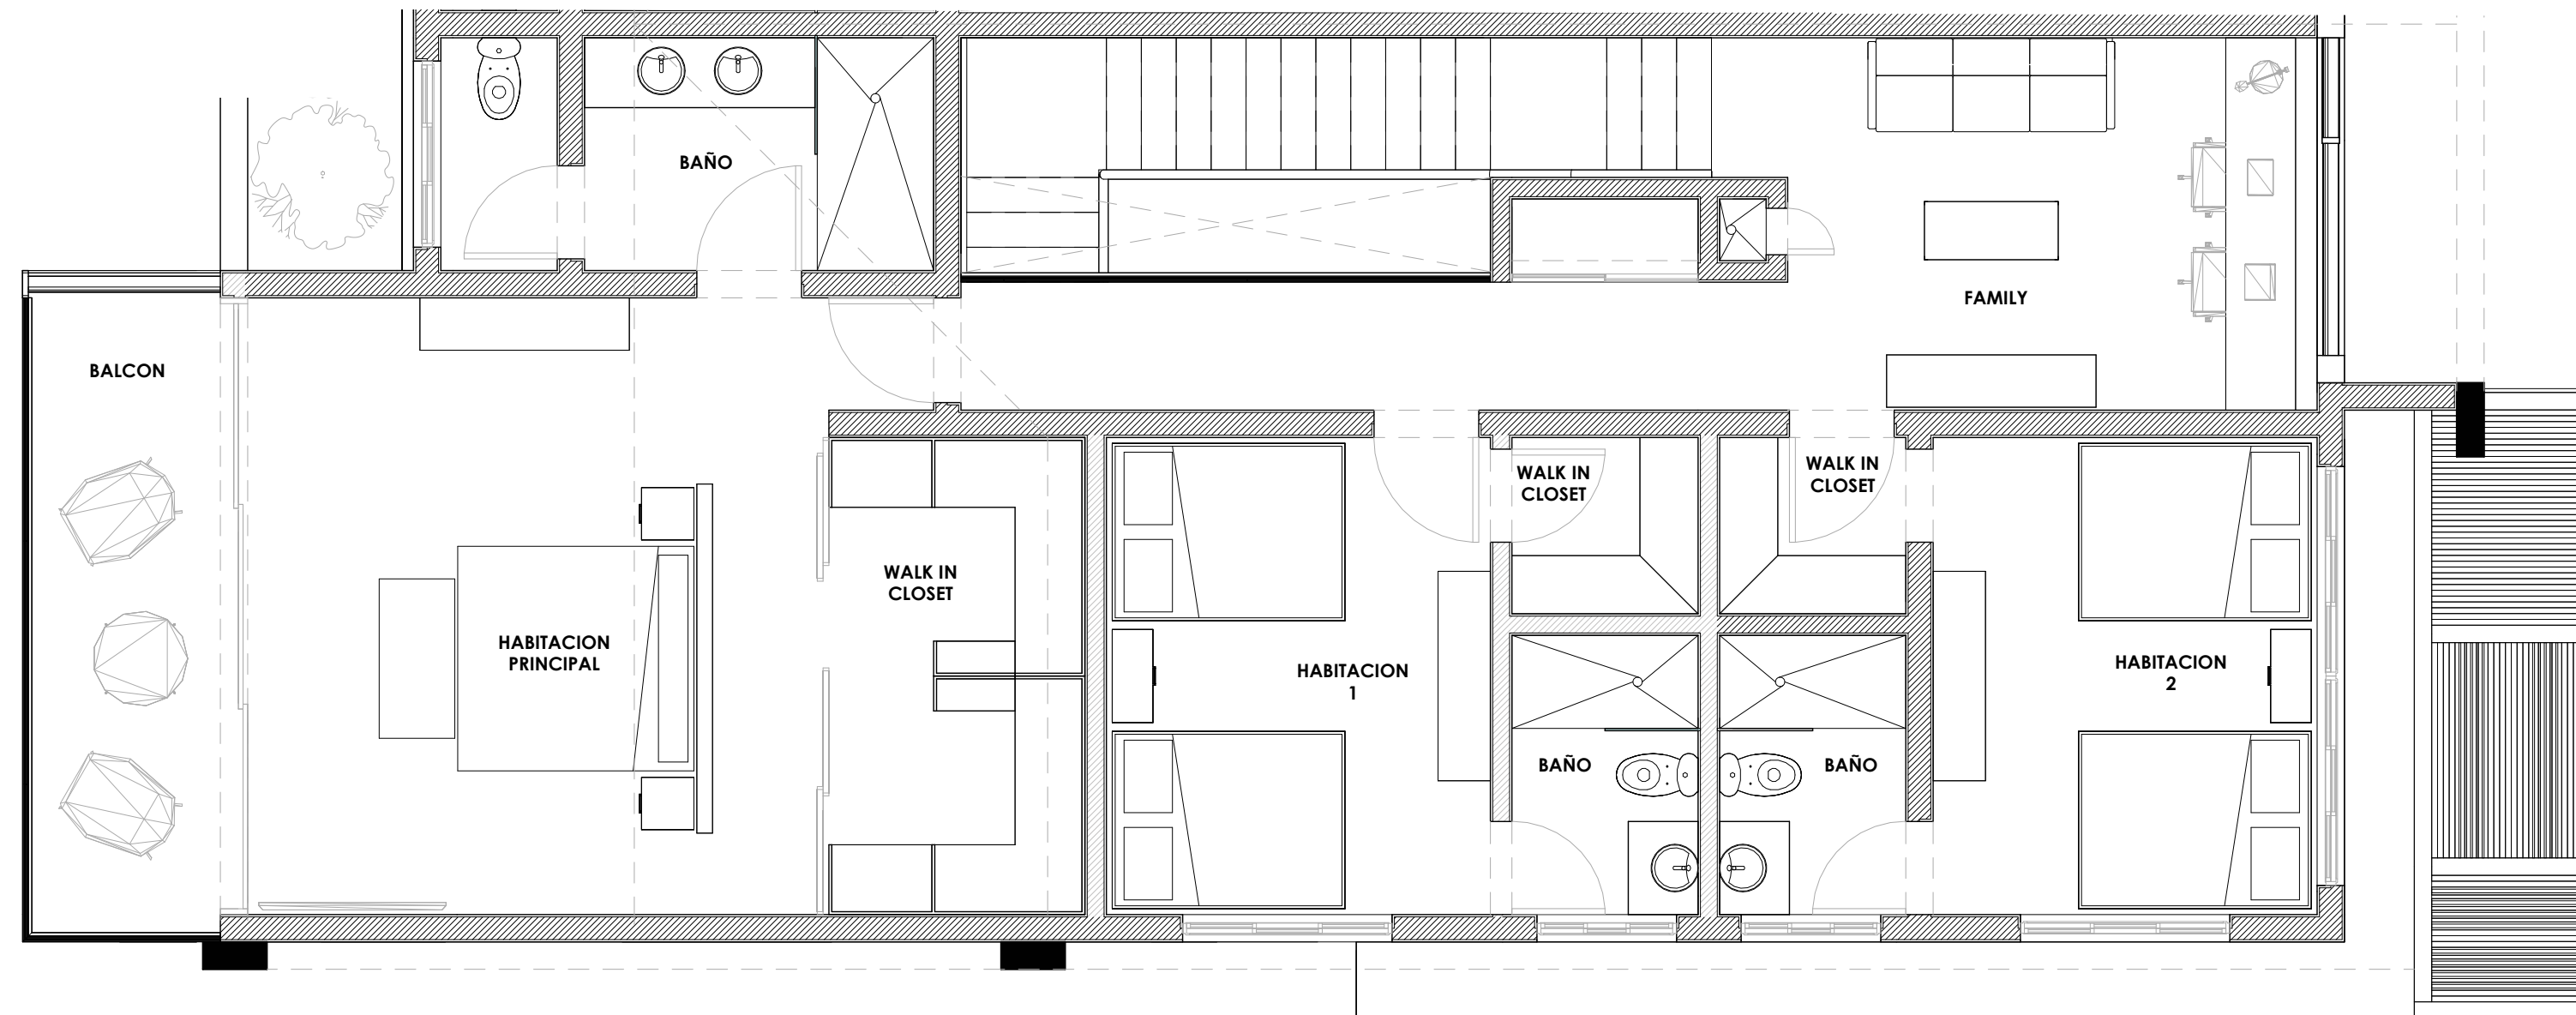 BAÑO
FAMILY
BALCON
WALK IN
CLOSET
WALK IN
CLOSET
WALK IN
CLOSET
HABITACION
PRINCIPAL
HABITACION
1
HABITACION
2
BAÑO
BAÑO